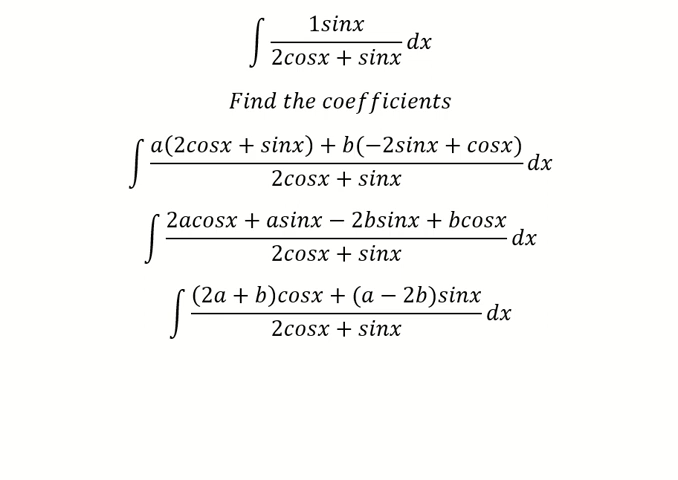 ∫ 1sinx / (2cosx + sinx) dx
Find the coefficients
∫ a(2cosx + sinx) + b(−2sinx + cosx) / (2cosx + sinx) dx
∫ 2acosx + asinx − 2bsinx + bcosx / (2cosx + sinx) dx
∫ (2a + b)cosx + (a − 2b)sinx / (2cosx + sinx) dx